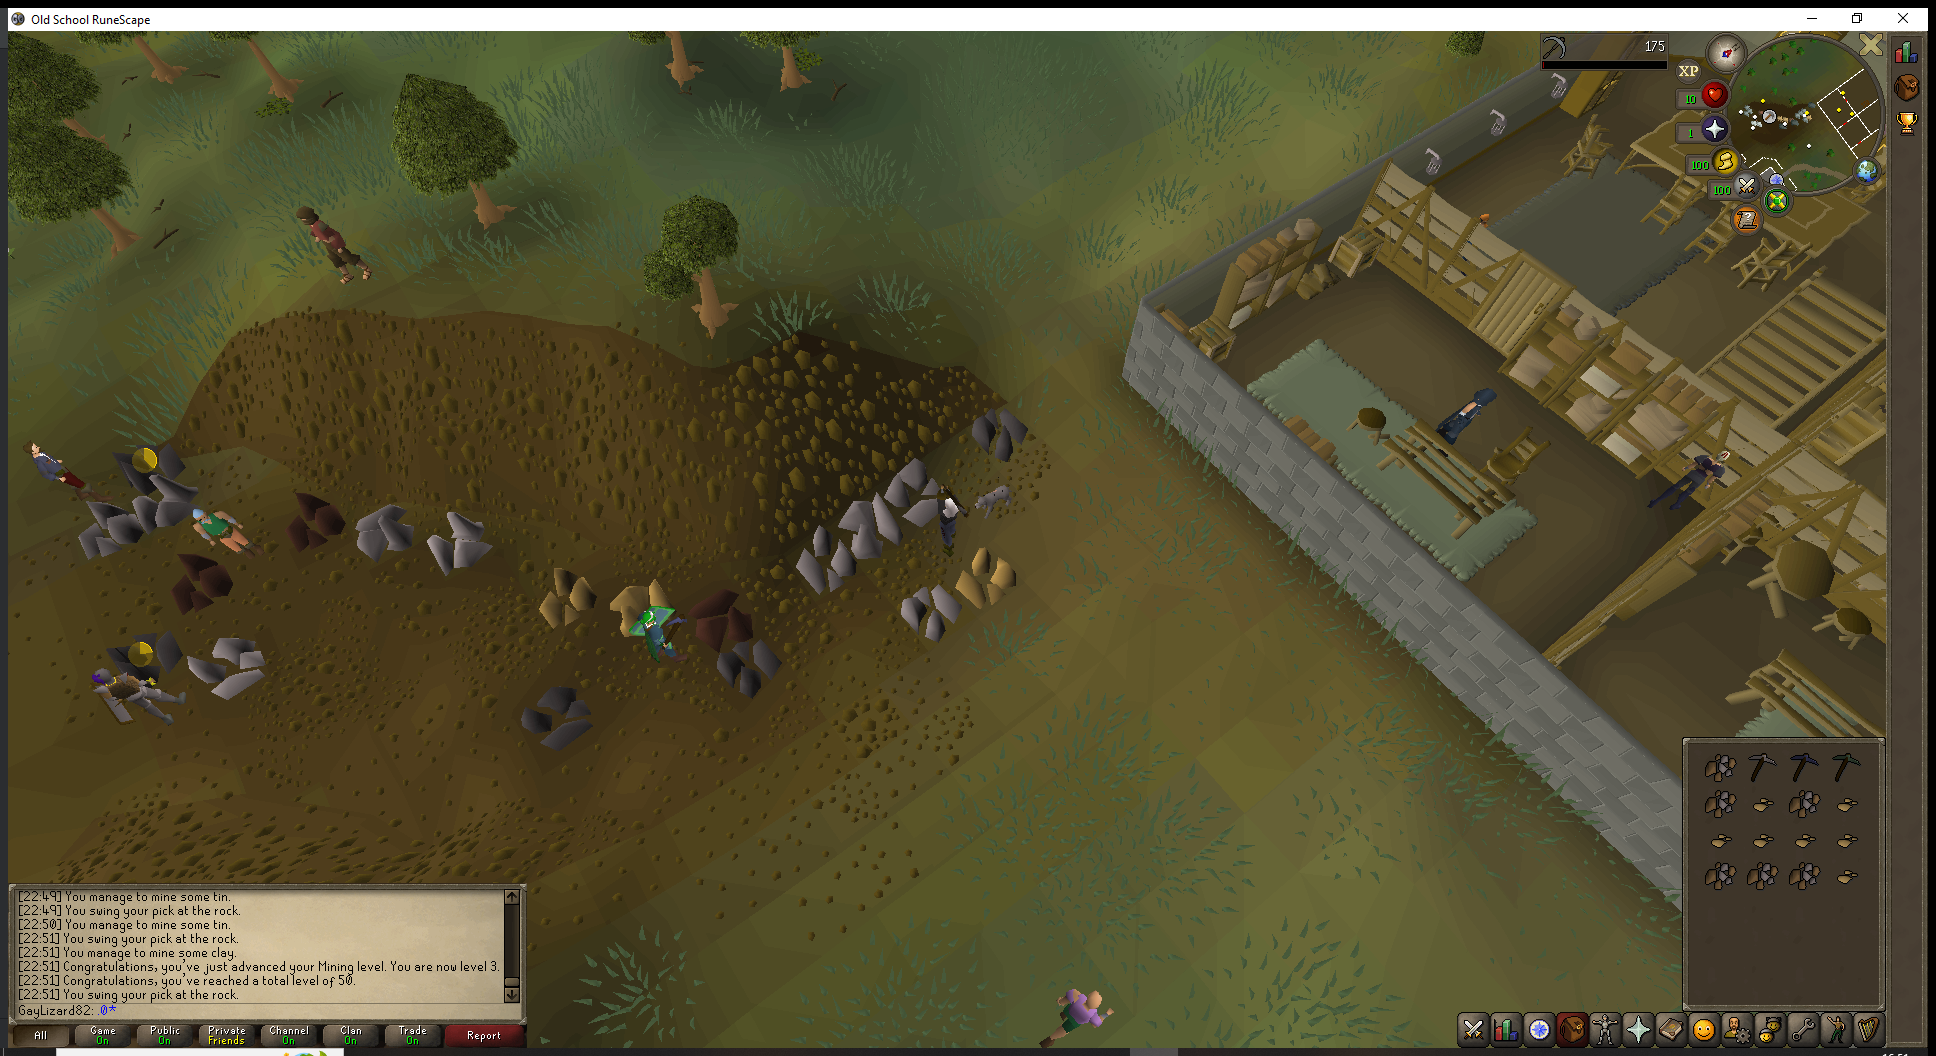 Old School RuneScape
175
XP
10
1
100
100
[22:49] You manage to mine some tin.
[22:49] You swing your pick at the rock.
[22:50] You manage to mine some tin.
[22:51] You swing your pick at the rock.
[22:51] You manage to mine some clay.
[22:51] Congratulations, you've just advanced your Mining level. You are now level 3.
[22:51] Congratulations, you've reached a total level of 50.
[22:51] You swing your pick at the rock.
GayLizard82: .0*
All
Game
On
Public
On
Private
Friends
Channel
On
Clan
On
Trade
On
Report